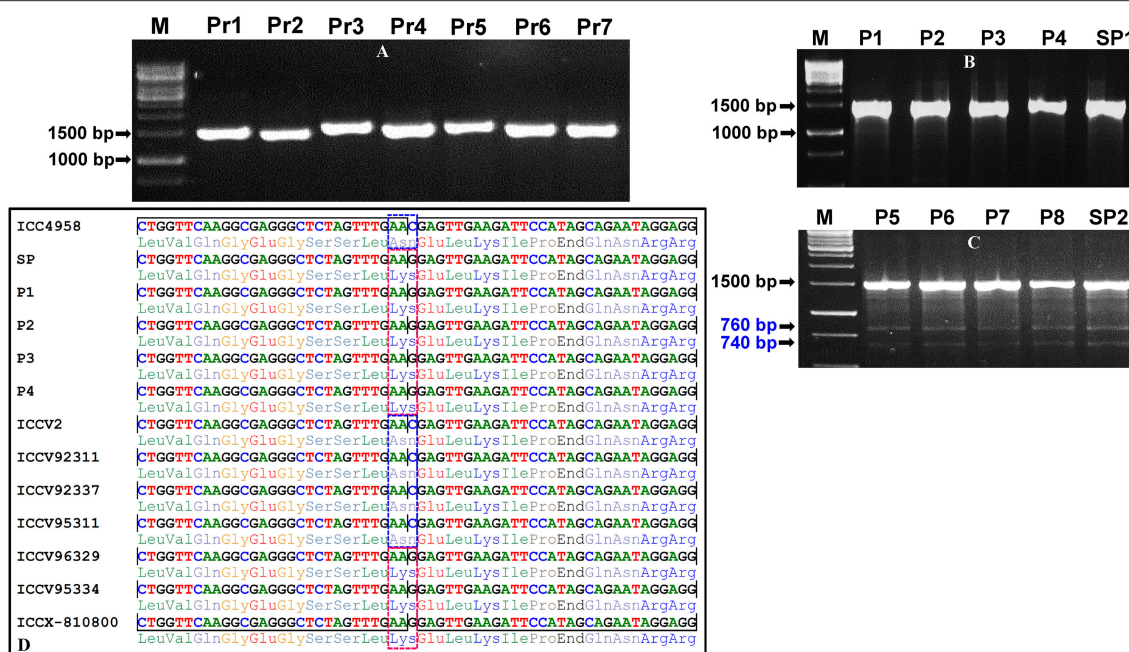 M Pr1 Pr2 Pr3 Pr4 Pr5 Pr6 Pr7
A
1500 bp
1000 bp
M P1 P2 P3 P4 SP1
B
1500 bp
1000 bp
M P5 P6 P7 P8 SP2
C
1500 bp
760 bp
740 bp
ICC4958 CTGGTTCAAGGCGAGGGCTCTAGTTTGAACGAGTTGAAGATTCCATAGCAGAATAGGAGG
LeuValGlnGlyGluGlySerSerLeuAsnGluLeuLysIleProEndGlnAsnArgArg
SP CTGGTTCAAGGCGAGGGCTCTAGTTTGAAGGAGTTGAAGATTCCATAGCAGAATAGGAGG
LeuValGlnGlyGluGlySerSerLeuLysGluLeuLysIleProEndGlnAsnArgArg
P1 CTGGTTCAAGGCGAGGGCTCTAGTTTGAAGGAGTTGAAGATTCCATAGCAGAATAGGAGG
LeuValGlnGlyGluGlySerSerLeuLysGluLeuLysIleProEndGlnAsnArgArg
P2 CTGGTTCAAGGCGAGGGCTCTAGTTTGAAGGAGTTGAAGATTCCATAGCAGAATAGGAGG
LeuValGlnGlyGluGlySerSerLeuLysGluLeuLysIleProEndGlnAsnArgArg
P3 CTGGTTCAAGGCGAGGGCTCTAGTTTGAAGGAGTTGAAGATTCCATAGCAGAATAGGAGG
LeuValGlnGlyGluGlySerSerLeuLysGluLeuLysIleProEndGlnAsnArgArg
P4 CTGGTTCAAGGCGAGGGCTCTAGTTTGAAGGAGTTGAAGATTCCATAGCAGAATAGGAGG
LeuValGlnGlyGluGlySerSerLeuLysGluLeuLysIleProEndGlnAsnArgArg
ICCV2 CTGGTTCAAGGCGAGGGCTCTAGTTTGAACGAGTTGAAGATTCCATAGCAGAATAGGAGG
LeuValGlnGlyGluGlySerSerLeuAsnGluLeuLysIleProEndGlnAsnArgArg
ICCV92311 CTGGTTCAAGGCGAGGGCTCTAGTTTGAACGAGTTGAAGATTCCATAGCAGAATAGGAGG
LeuValGlnGlyGluGlySerSerLeuAsnGluLeuLysIleProEndGlnAsnArgArg
ICCV92337 CTGGTTCAAGGCGAGGGCTCTAGTTTGAACGAGTTGAAGATTCCATAGCAGAATAGGAGG
LeuValGlnGlyGluGlySerSerLeuAsnGluLeuLysIleProEndGlnAsnArgArg
ICCV95311 CTGGTTCAAGGCGAGGGCTCTAGTTTGAACGAGTTGAAGATTCCATAGCAGAATAGGAGG
LeuValGlnGlyGluGlySerSerLeuAsnGluLeuLysIleProEndGlnAsnArgArg
ICCV96329 CTGGTTCAAGGCGAGGGCTCTAGTTTGAAGGAGTTGAAGATTCCATAGCAGAATAGGAGG
LeuValGlnGlyGluGlySerSerLeuLysGluLeuLysIleProEndGlnAsnArgArg
ICCV95334 CTGGTTCAAGGCGAGGGCTCTAGTTTGAAGGAGTTGAAGATTCCATAGCAGAATAGGAGG
LeuValGlnGlyGluGlySerSerLeuLysGluLeuLysIleProEndGlnAsnArgArg
ICCX-810800 CTGGTTCAAGGCGAGGGCTCTAGTTTGAAGGAGTTGAAGATTCCATAGCAGAATAGGAGG
LeuValGlnGlyGluGlySerSerLeuLysGluLeuLysIleProEndGlnAsnArgArg
D